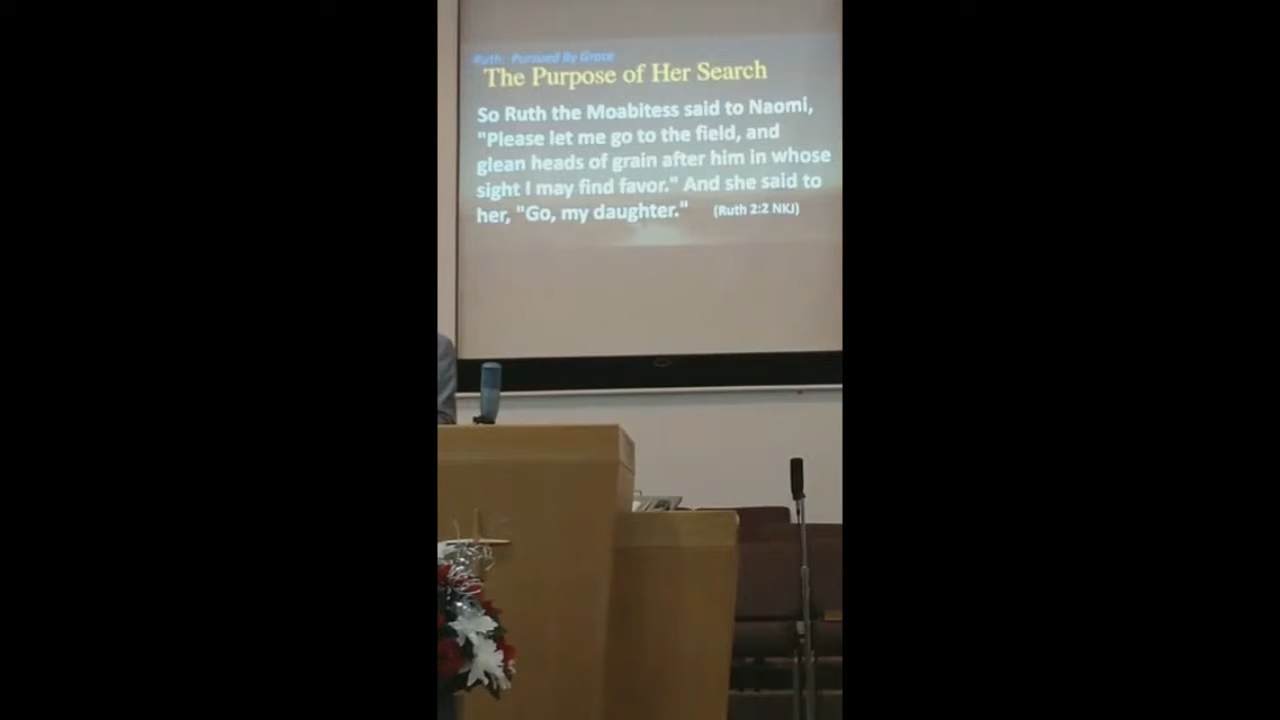 Ruth: Pursued By Grace
The Purpose of Her Search
So Ruth the Moabitess said to Naomi,
"Please let me go to the field, and
glean heads of grain after him in whose
sight I may find favor." And she said to
her, "Go, my daughter." (Ruth 2:2 NKJ)